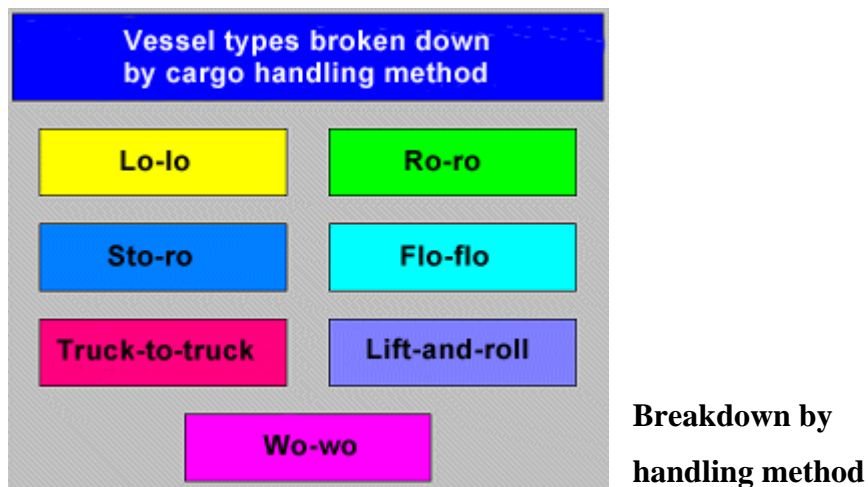 Vessel types broken down
by cargo handling method
Lo-lo
Ro-ro
Sto-ro
Flo-flo
Truck-to-truck
Lift-and-roll
Wo-wo
Breakdown by
handling method